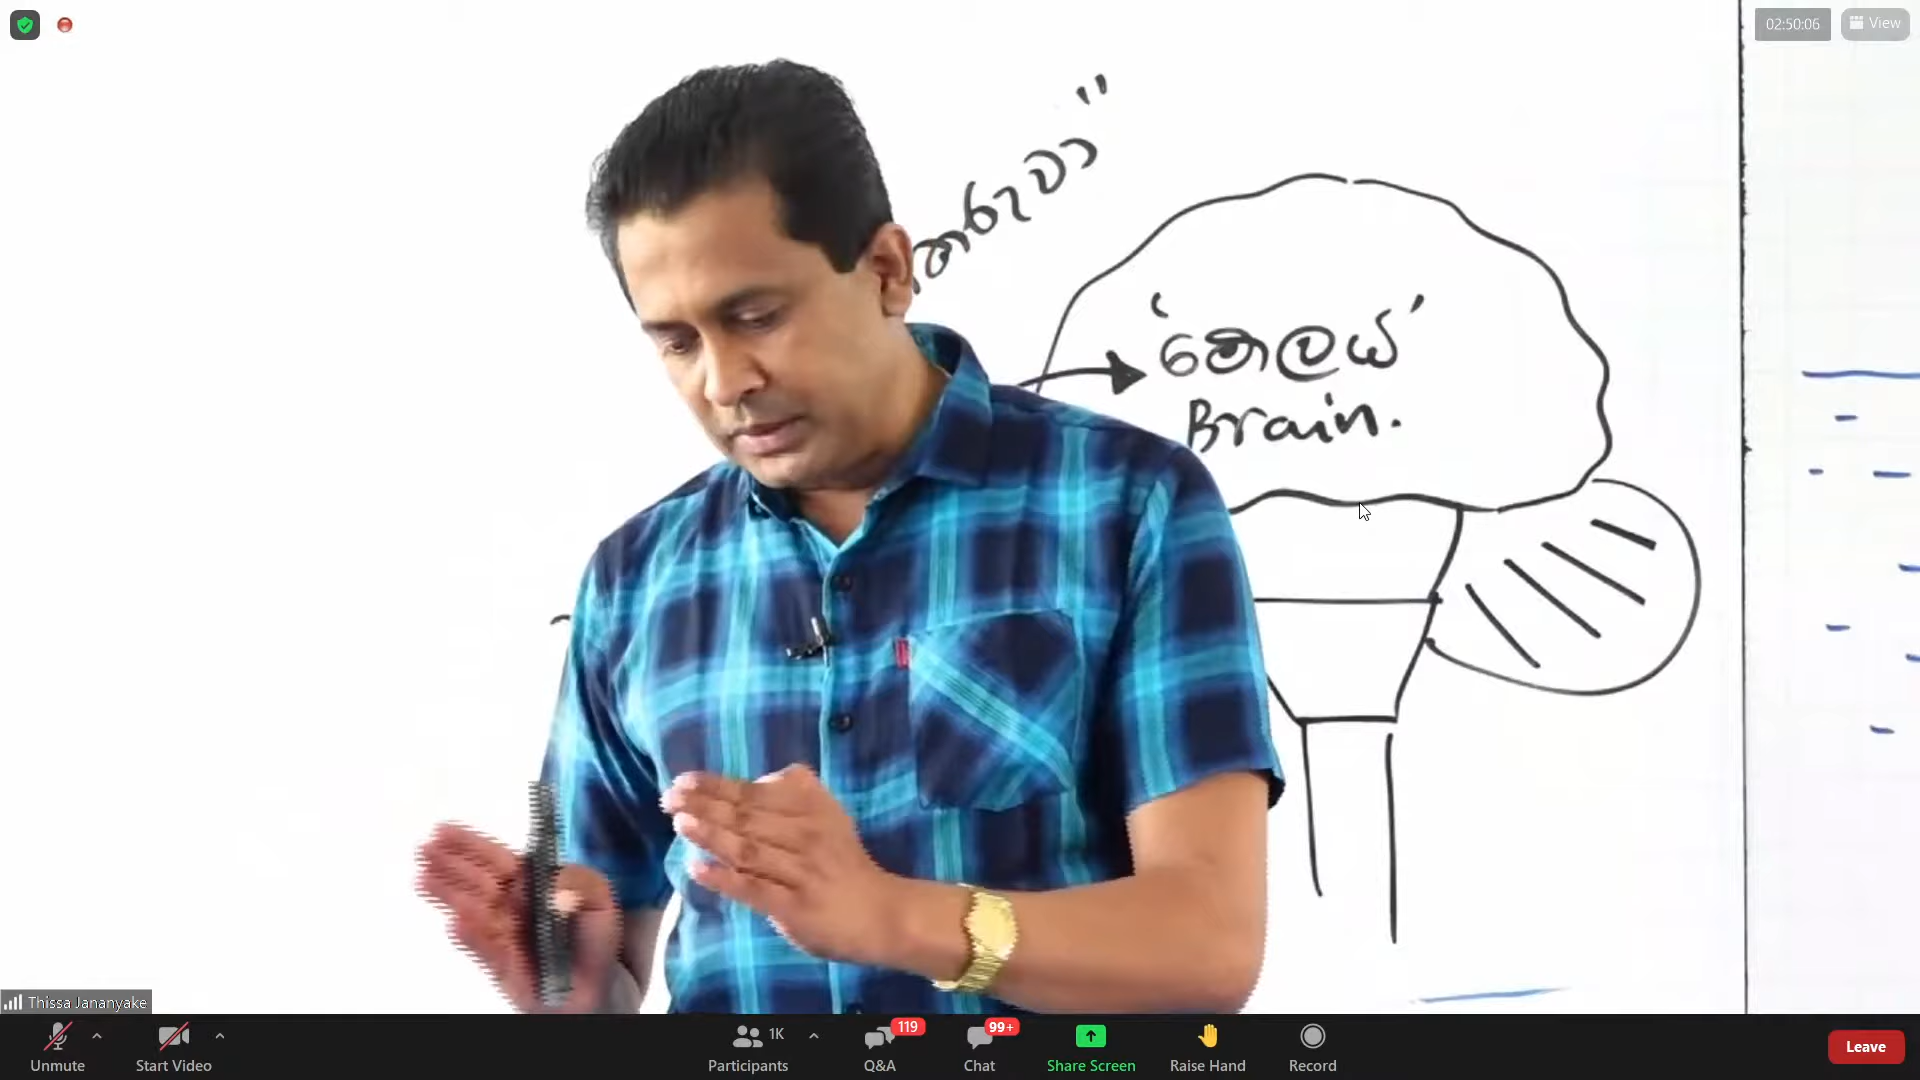 02:50:06
View
'මොලය'
Brain.
Thissa Jananyake
Unmute
Start Video
1K
Participants
119
Q&A
99+
Chat
Share Screen
Raise Hand
Record
Leave